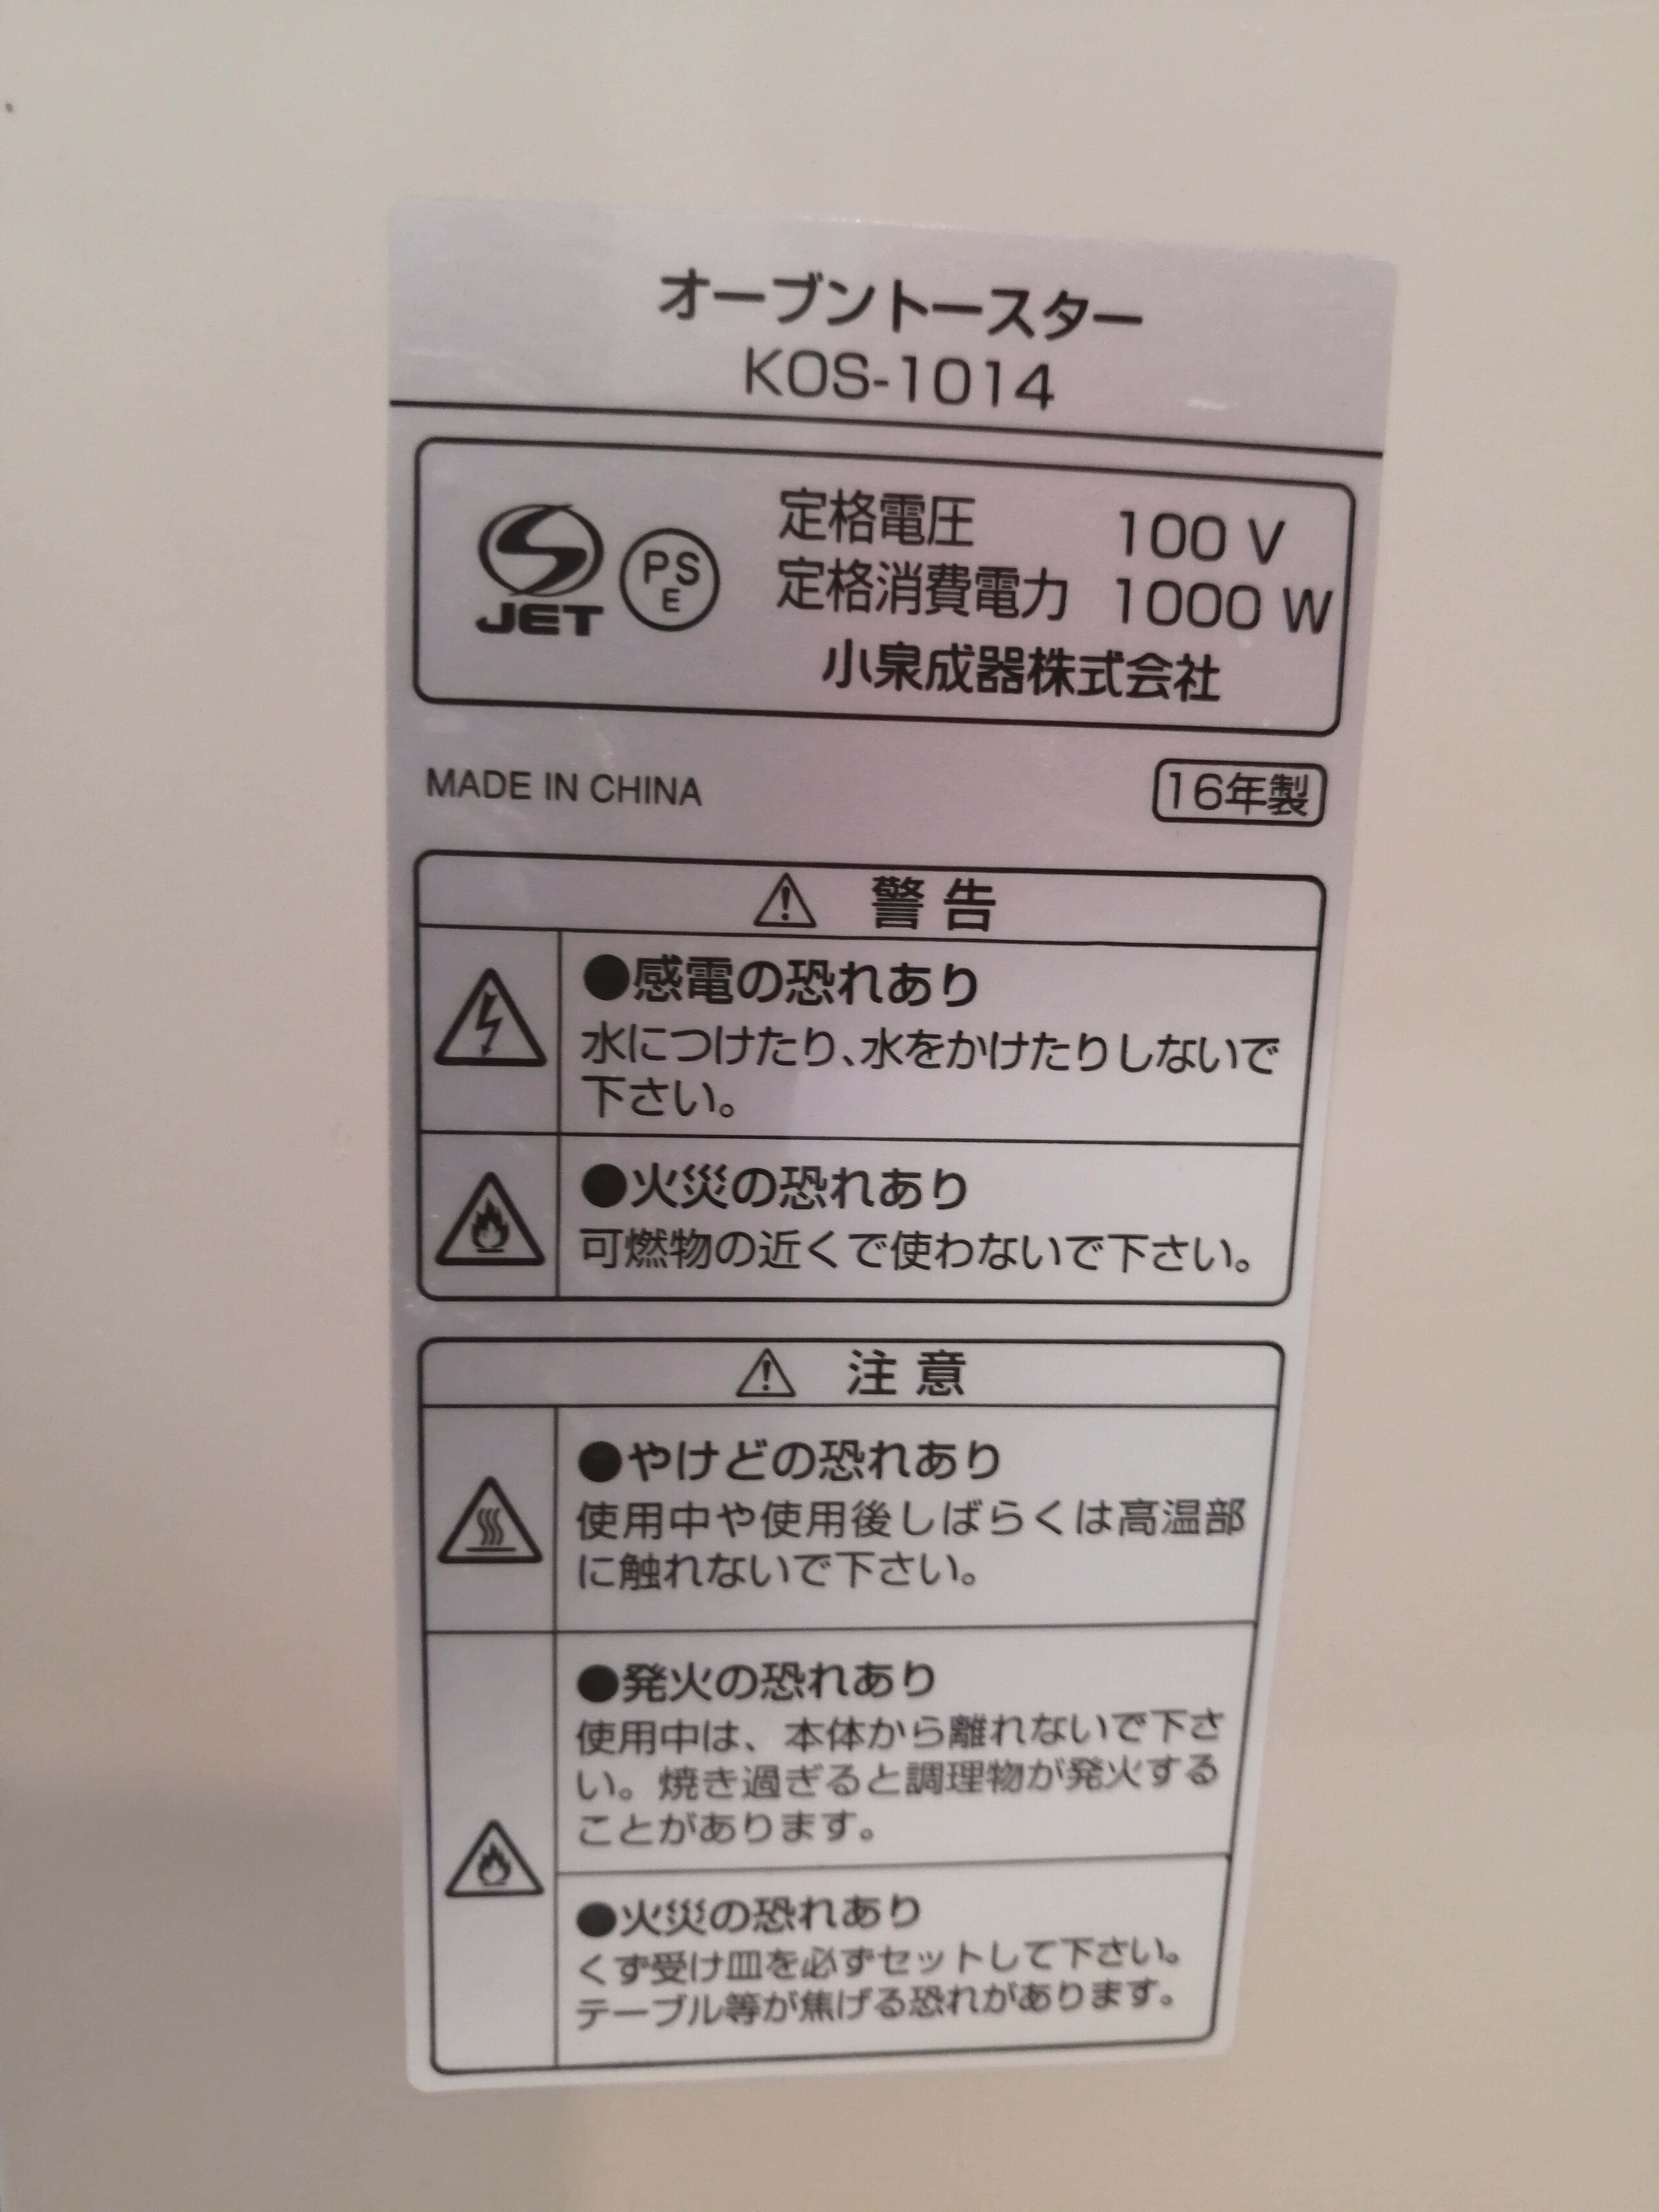 オーブントースター
KOS-1014
JET
PS
E
定格電圧 100 V
定格消費電力 1000 W
小泉成器株式会社
MADE IN CHINA
16年製
警告
●感電の恐れあり
水につけたり、水をかけたりしないで
下さい。
●火災の恐れあり
可燃物の近くで使わないで下さい。
注意
●やけどの恐れあり
使用中や使用後しばらくは高温部
に触れないで下さい。
●発火の恐れあり
使用中は、本体から離れないで下さ
い。焼き過ぎると調理物が発火する
ことがあります。
●火災の恐れあり
くず受け皿を必ずセットして下さい。
テーブル等が焦げる恐れがあります。